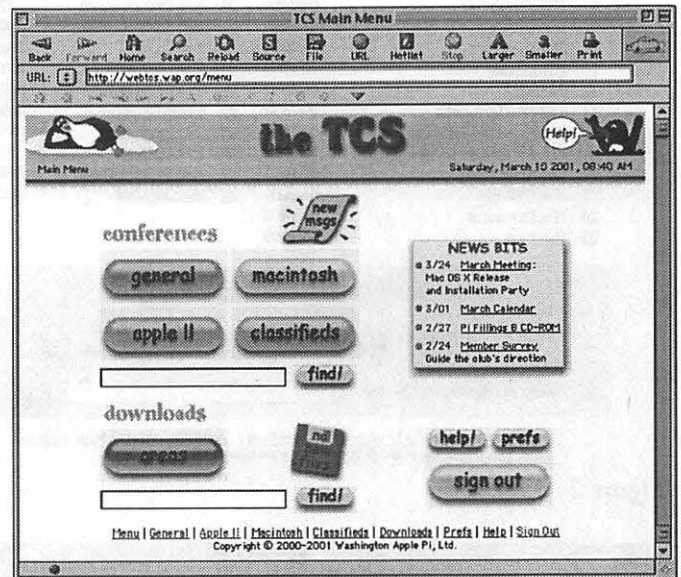 TCS Main Menu
Back Forward Home Search Reload Source File URL Hotlist Stop Larger Smaller Print
URL: http://webtcs.wap.org/menu
the TCS
Help!
Main Menu
Saturday, March 10 2001, 08:40 AM
new
msgs
conferences
general macintosh
apple II classifieds
find!
NEWS BITS
3/24 March Meeting:
Mac OS X Release
and Installation Party
3/01 March Calendar
2/27 Pi Fillings 8 CD-ROM
2/24 Member Survey
Guide the club's direction
downloads
areas
new
files
find!
help! prefs
sign out
Menu | General | Apple II | Macintosh | Classifieds | Downloads | Prefs | Help | Sign Out
Copyright © 2000-2001 Washington Apple Pi, Ltd.